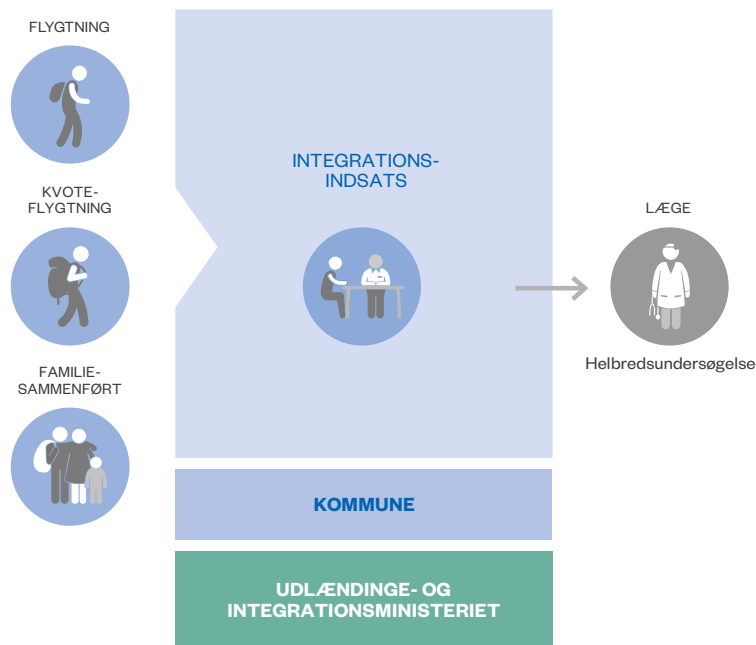 FLYGTNING
KVOTE-
FLYGTNING
FAMILIE-
SAMMENFØRT
INTEGRATIONS-
INDSATS
LÆGE
Helbredsundersøgelse
KOMMUNE
UDLÆNDINGE- OG
INTEGRATIONSMINISTERIET